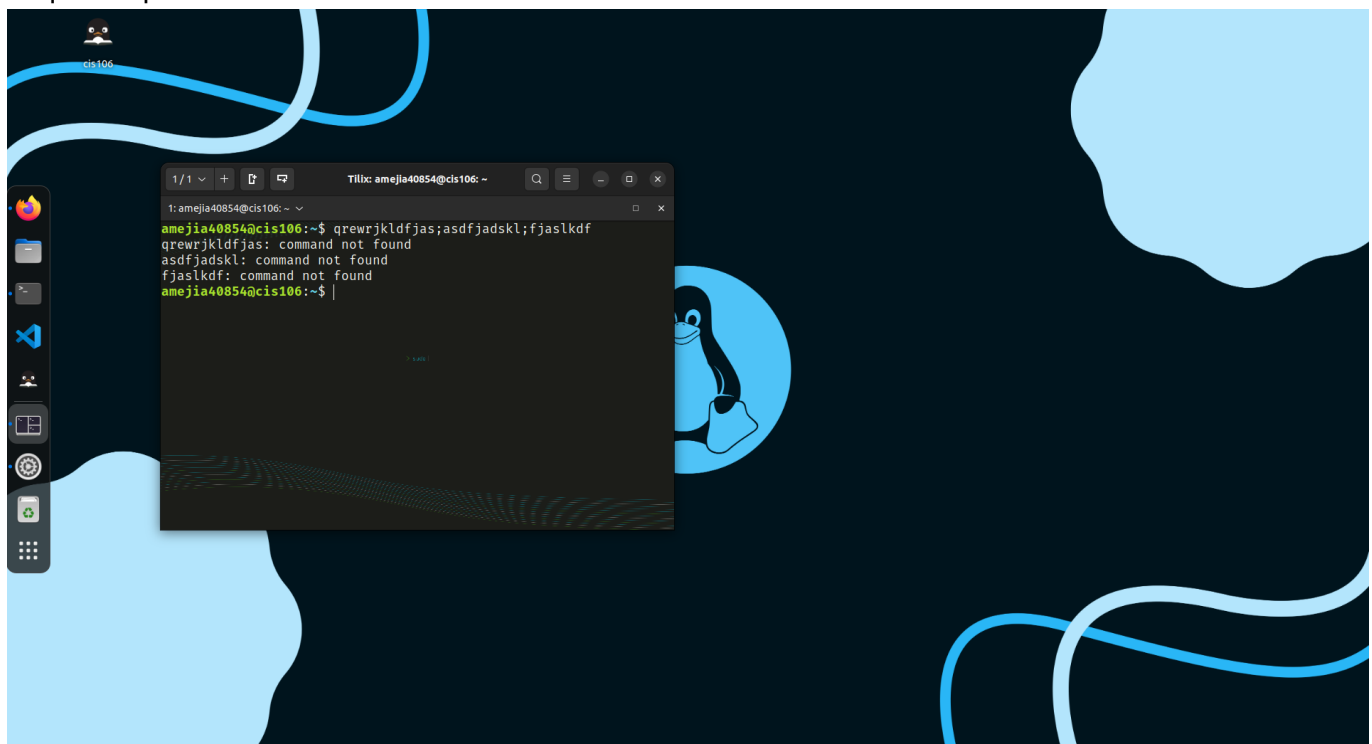 cis106
1/1
Tilix: amejia40854@cis106: ~
1: amejia40854@cis106: ~
amejia40854@cis106:~$ qrewrjkldfjas;asdfjadskl;fjaslkdf
qrewrjkldfjas: command not found
asdfjadskl: command not found
fjaslkdf: command not found
amejia40854@cis106:~$